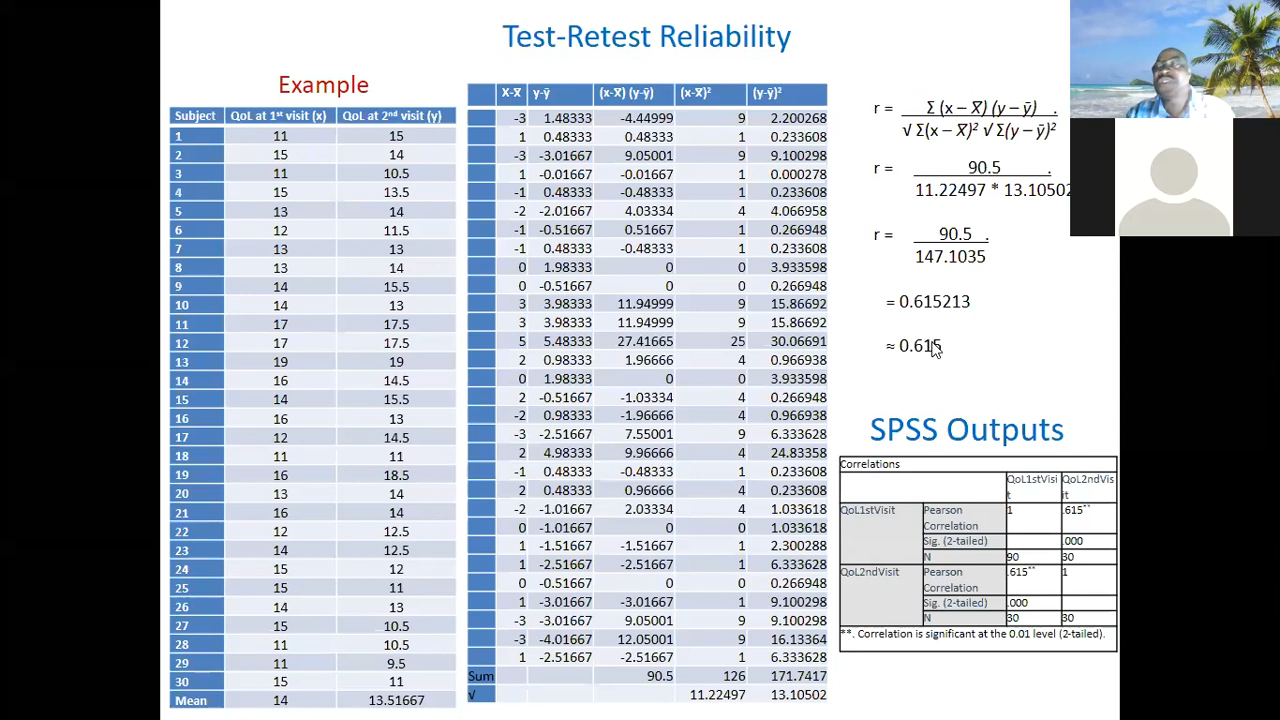 Test-Retest Reliability
Example
Subject QoL at 1st visit (x) QoL at 2nd visit (y)
1 11 15
2 15 14
3 11 10.5
4 15 13.5
5 13 14
6 12 11.5
7 13 13
8 13 14
9 14 15.5
10 14 13
11 17 17.5
12 17 17.5
13 19 19
14 16 14.5
15 14 15.5
16 16 13
17 12 14.5
18 11 11
19 16 18.5
20 13 14
21 16 14
22 12 12.5
23 14 12.5
24 15 12
25 15 11
26 14 13
27 15 10.5
28 11 10.5
29 11 9.5
30 15 11
Mean 14 13.51667
X-x̅ y-ȳ (x-x̅) (y-ȳ) (x-x̅)² (y-ȳ)²
-3 1.48333 -4.44999 9 2.200268
1 0.48333 0.48333 1 0.233608
-3 -3.01667 9.05001 9 9.100298
1 -0.01667 -0.01667 1 0.000278
-1 0.48333 -0.48333 1 0.233608
-2 -2.01667 4.03334 4 4.066958
-1 -0.51667 0.51667 1 0.266948
-1 0.48333 -0.48333 1 0.233608
0 1.98333 0 0 3.933598
0 -0.51667 0 0 0.266948
3 3.98333 11.94999 9 15.86692
3 3.98333 11.94999 9 15.86692
5 5.48333 27.41665 25 30.06691
2 0.98333 1.96666 4 0.966938
0 1.98333 0 0 3.933598
2 -0.51667 -1.03334 4 0.266948
-2 0.98333 -1.96666 4 0.966938
-3 -2.51667 7.55001 9 6.333628
2 4.98333 9.96666 4 24.83358
-1 0.48333 -0.48333 1 0.233608
2 0.48333 0.96666 4 0.233608
-2 -1.01667 2.03334 4 1.033618
0 -1.01667 0 0 1.033618
1 -1.51667 -1.51667 1 2.300288
1 -2.51667 -2.51667 1 6.333628
0 -0.51667 0 0 0.266948
1 -3.01667 -3.01667 1 9.100298
-3 -3.01667 9.05001 9 9.100298
-3 -4.01667 12.05001 9 16.13364
1 -2.51667 -2.51667 1 6.333628
Sum 90.5 126 171.7417
√ 11.22497 13.10502
r = Σ (x – x̅) (y – ȳ) .
√ Σ(x – x̅)² √ Σ(y – ȳ)²
r = 90.5 .
11.22497 * 13.10502
r = 90.5 .
147.1035
= 0.615213
≈ 0.615
SPSS Outputs
Correlations
QoL1stVisi
t
QoL2ndVis
it
QoL1stVisit Pearson
Correlation 1 .615**
Sig. (2-tailed) .000
N 90 30
QoL2ndVisit Pearson
Correlation .615** 1
Sig. (2-tailed) .000
N 30 30
**. Correlation is significant at the 0.01 level (2-tailed).